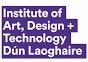 Institute of
Art, Design +
Technology
Dún Laoghaire